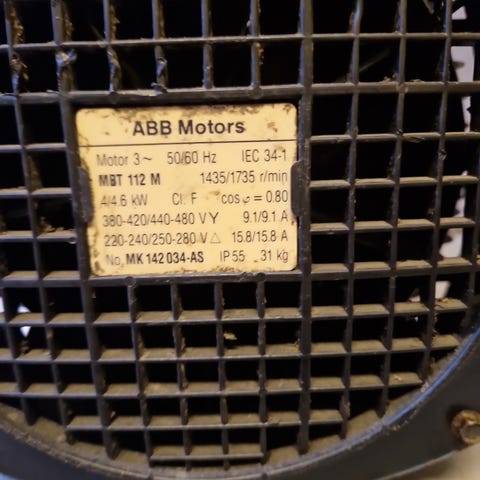 ABB Motors
Motor 3~ 50/60 Hz IEC 34-1
MBT 112 M 1435/1735 r/min
4/4.6 kW Cl. F cos φ = 0.80
380-420/440-480 V Y 9.1/9.1 A
220-240/250-280 V △ 15.8/15.8 A
No. MK 142 034-AS IP 55 31 kg